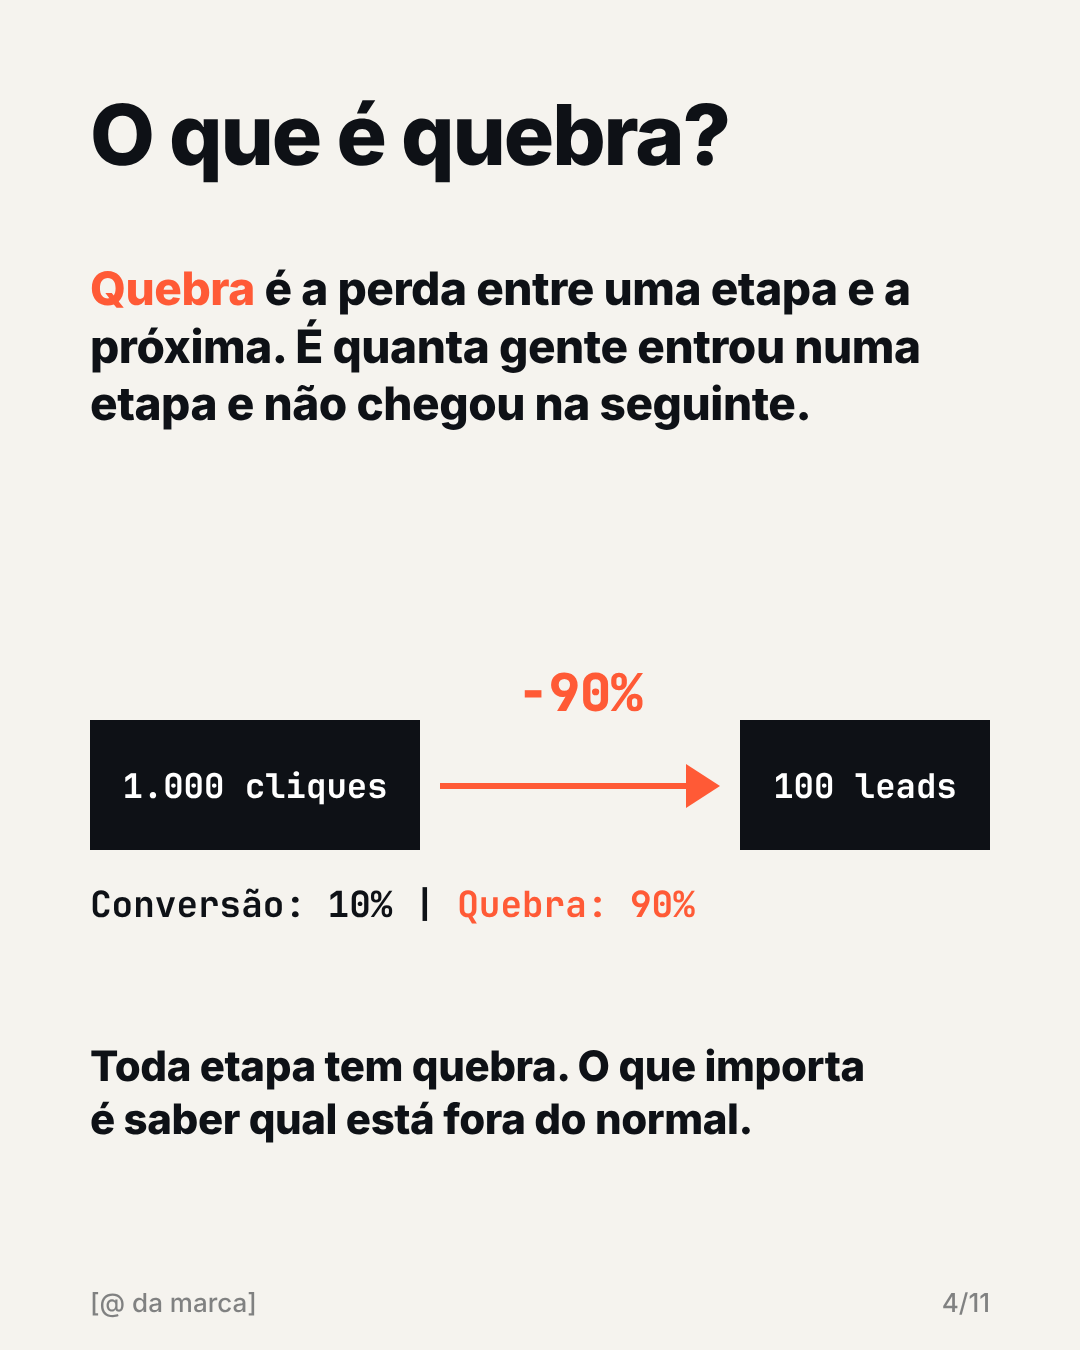 O que é quebra?
Quebra é a perda entre uma etapa e a
próxima. É quanta gente entrou numa
etapa e não chegou na seguinte.
-90%
1.000 cliques
100 leads
Conversão: 10% | Quebra: 90%
Toda etapa tem quebra. O que importa
é saber qual está fora do normal.
[@ da marca]
4/11